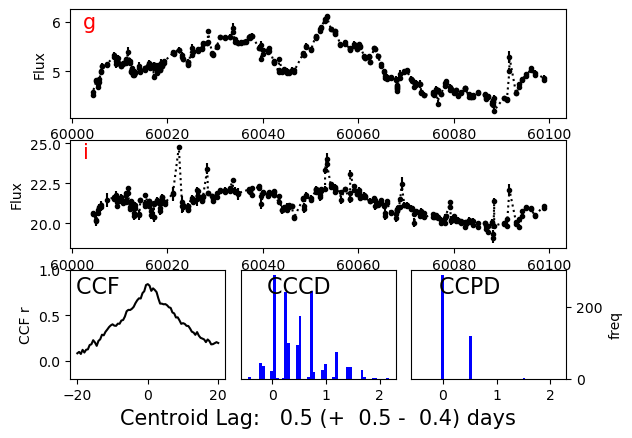 g
6
5
Flux
60000 60020 60040 60060 60080 60100
i
25.0
22.5
20.0
Flux
60000 60020 60040 60060 60080 60100
CCF CCCD CCPD
1.0
0.5
0.0
CCF r
200
0
freq
−20 0 20 0 1 2 0 1 2
Centroid Lag: 0.5 (+ 0.5 - 0.4) days